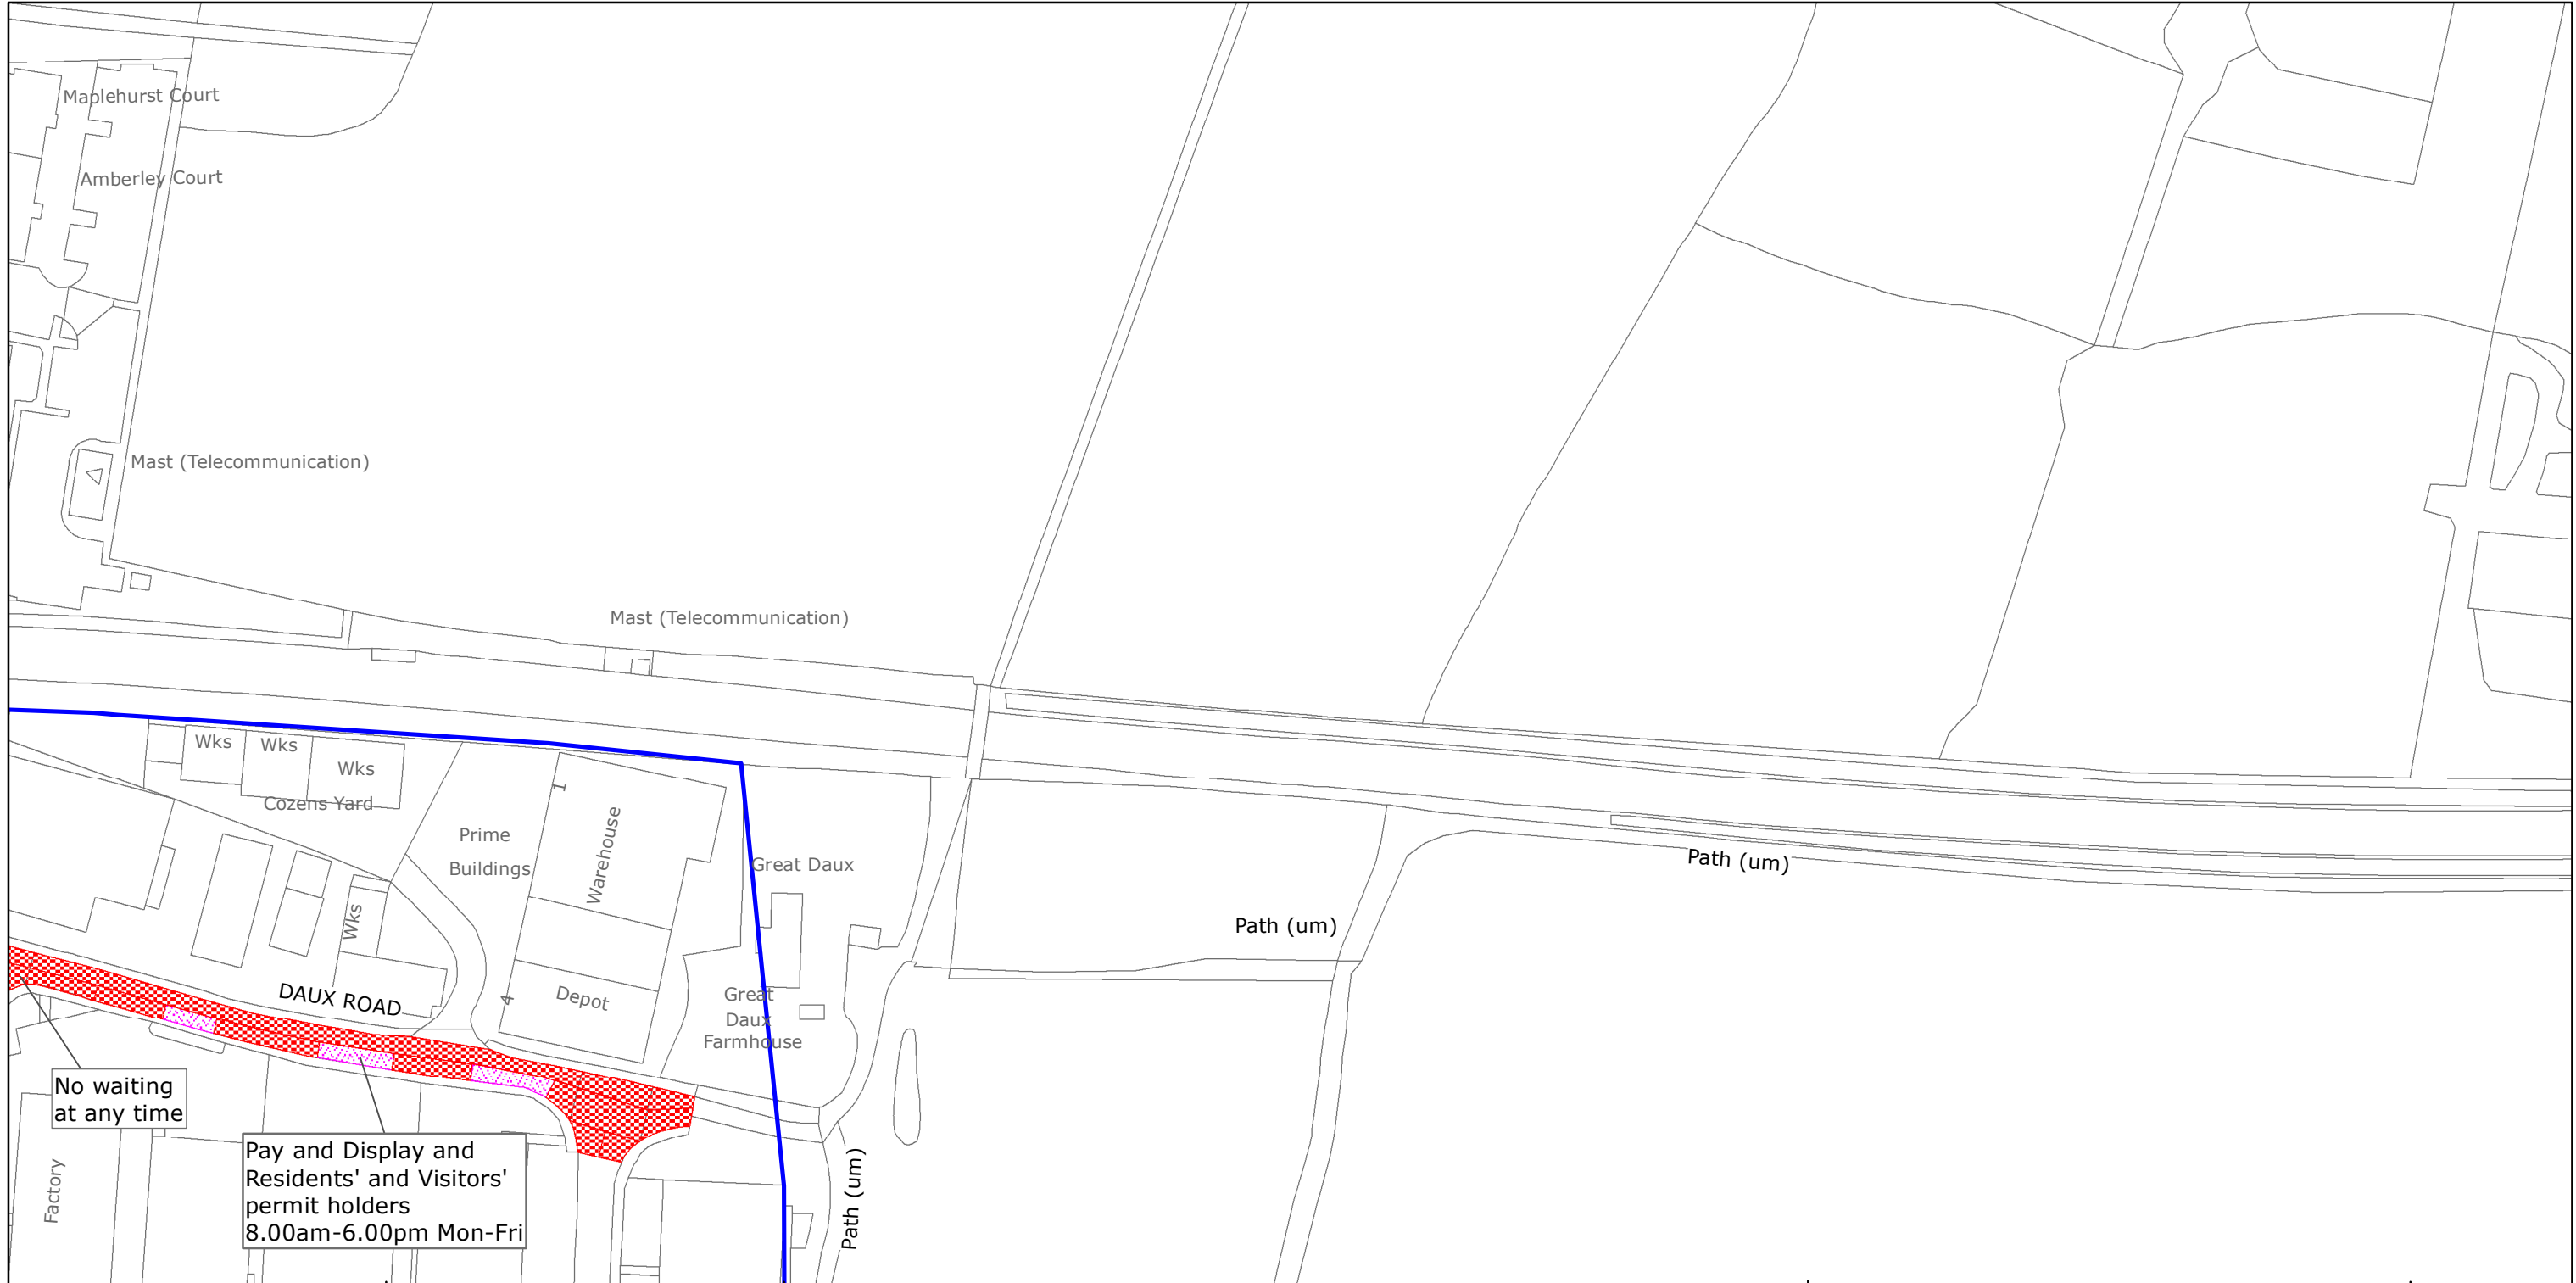 Maplehurst Court
Amberley Court
Mast (Telecommunication)
Mast (Telecommunication)
Wks
Wks
Wks
Cozens Yard
1
Prime
Buildings
Warehouse
Great Daux
Path (um)
Path (um)
Wks
DAUX ROAD
4
Depot
Great
Daux
Farmhouse
No waiting
at any time
Pay and Display and
Residents' and Visitors'
permit holders
8.00am-6.00pm Mon-Fri
Factory
Path (um)